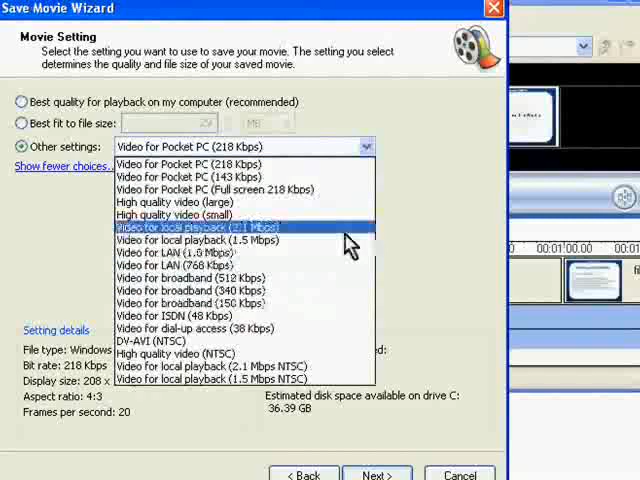 Save Movie Wizard
Movie Setting
Select the setting you want to use to save your movie. The setting you select
determines the quality and file size of your saved movie.
Best quality for playback on my computer (recommended)
Best fit to file size:
MB
Other settings:
Video for Pocket PC (218 Kbps)
Show fewer choices..
Video for Pocket PC (218 Kbps)
Video for Pocket PC (143 Kbps)
Video for Pocket PC (Full screen 218 Kbps)
High quality video (large)
High quality video (small)
Video for local playback (2.1 Mbps)
Video for local playback (1.5 Mbps)
Video for LAN (1.0 Mbps)
Video for LAN (768 Kbps)
Video for broadband (512 Kbps)
Video for broadband (340 Kbps)
Video for broadband (150 Kbps)
Video for ISDN (48 Kbps)
Video for dial-up access (38 Kbps)
DV-AVI (NTSC)
High quality video (NTSC)
Video for local playback (2.1 Mbps NTSC)
Video for local playback (1.5 Mbps NTSC)
Setting details
File type: Windows
Bit rate: 218 Kbps
Display size: 208 x
Aspect ratio: 4:3
Frames per second: 20
ed:
Estimated disk space available on drive C:
36.39 GB
< Back
Next >
Cancel
0:01'00
00:01'10.00
00:01